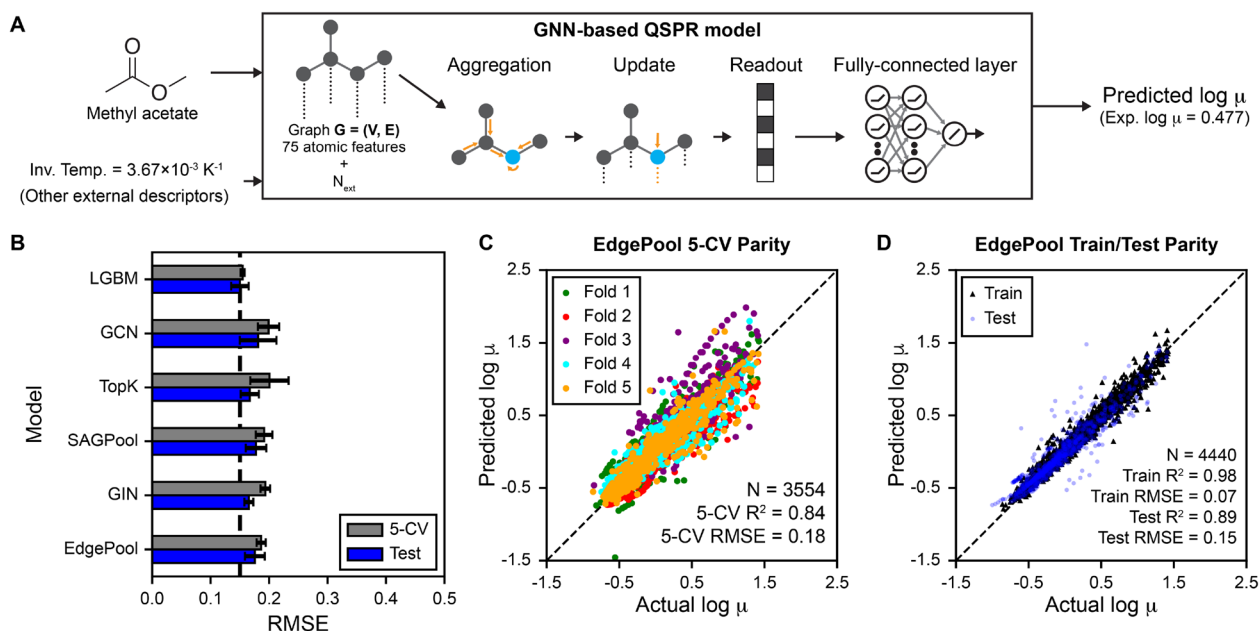 A
GNN-based QSPR model
O
O
Methyl acetate
Inv. Temp. = 3.67×10⁻³ K⁻¹
(Other external descriptors)
Graph G = (V, E)
75 atomic features
+
N_ext
Aggregation
Update
Readout
Fully-connected layer
Predicted log μ
(Exp. log μ = 0.477)
B
Model
LGBM
GCN
TopK
SAGPool
GIN
EdgePool
5-CV
Test
0.0 0.1 0.2 0.3 0.4 0.5
RMSE
C
EdgePool 5-CV Parity
Predicted log μ
2.5
1.5
0.5
-0.5
-1.5
Fold 1
Fold 2
Fold 3
Fold 4
Fold 5
N = 3554
5-CV R² = 0.84
5-CV RMSE = 0.18
-1.5 -0.5 0.5 1.5 2.5
Actual log μ
D
EdgePool Train/Test Parity
Predicted log μ
2.5
1.5
0.5
-0.5
-1.5
Train
Test
N = 4440
Train R² = 0.98
Train RMSE = 0.07
Test R² = 0.89
Test RMSE = 0.15
-1.5 -0.5 0.5 1.5 2.5
Actual log μ